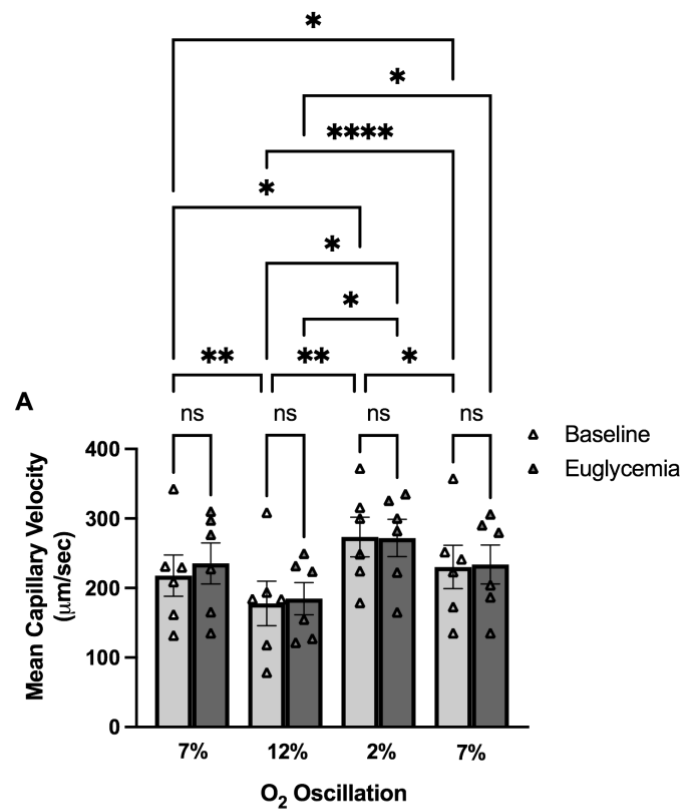 *
*
****
*
*
*
** ** *
A
ns ns ns ns
Baseline
Euglycemia
Mean Capillary Velocity
(μm/sec)
400
300
200
100
0
7% 12% 2% 7%
O₂ Oscillation